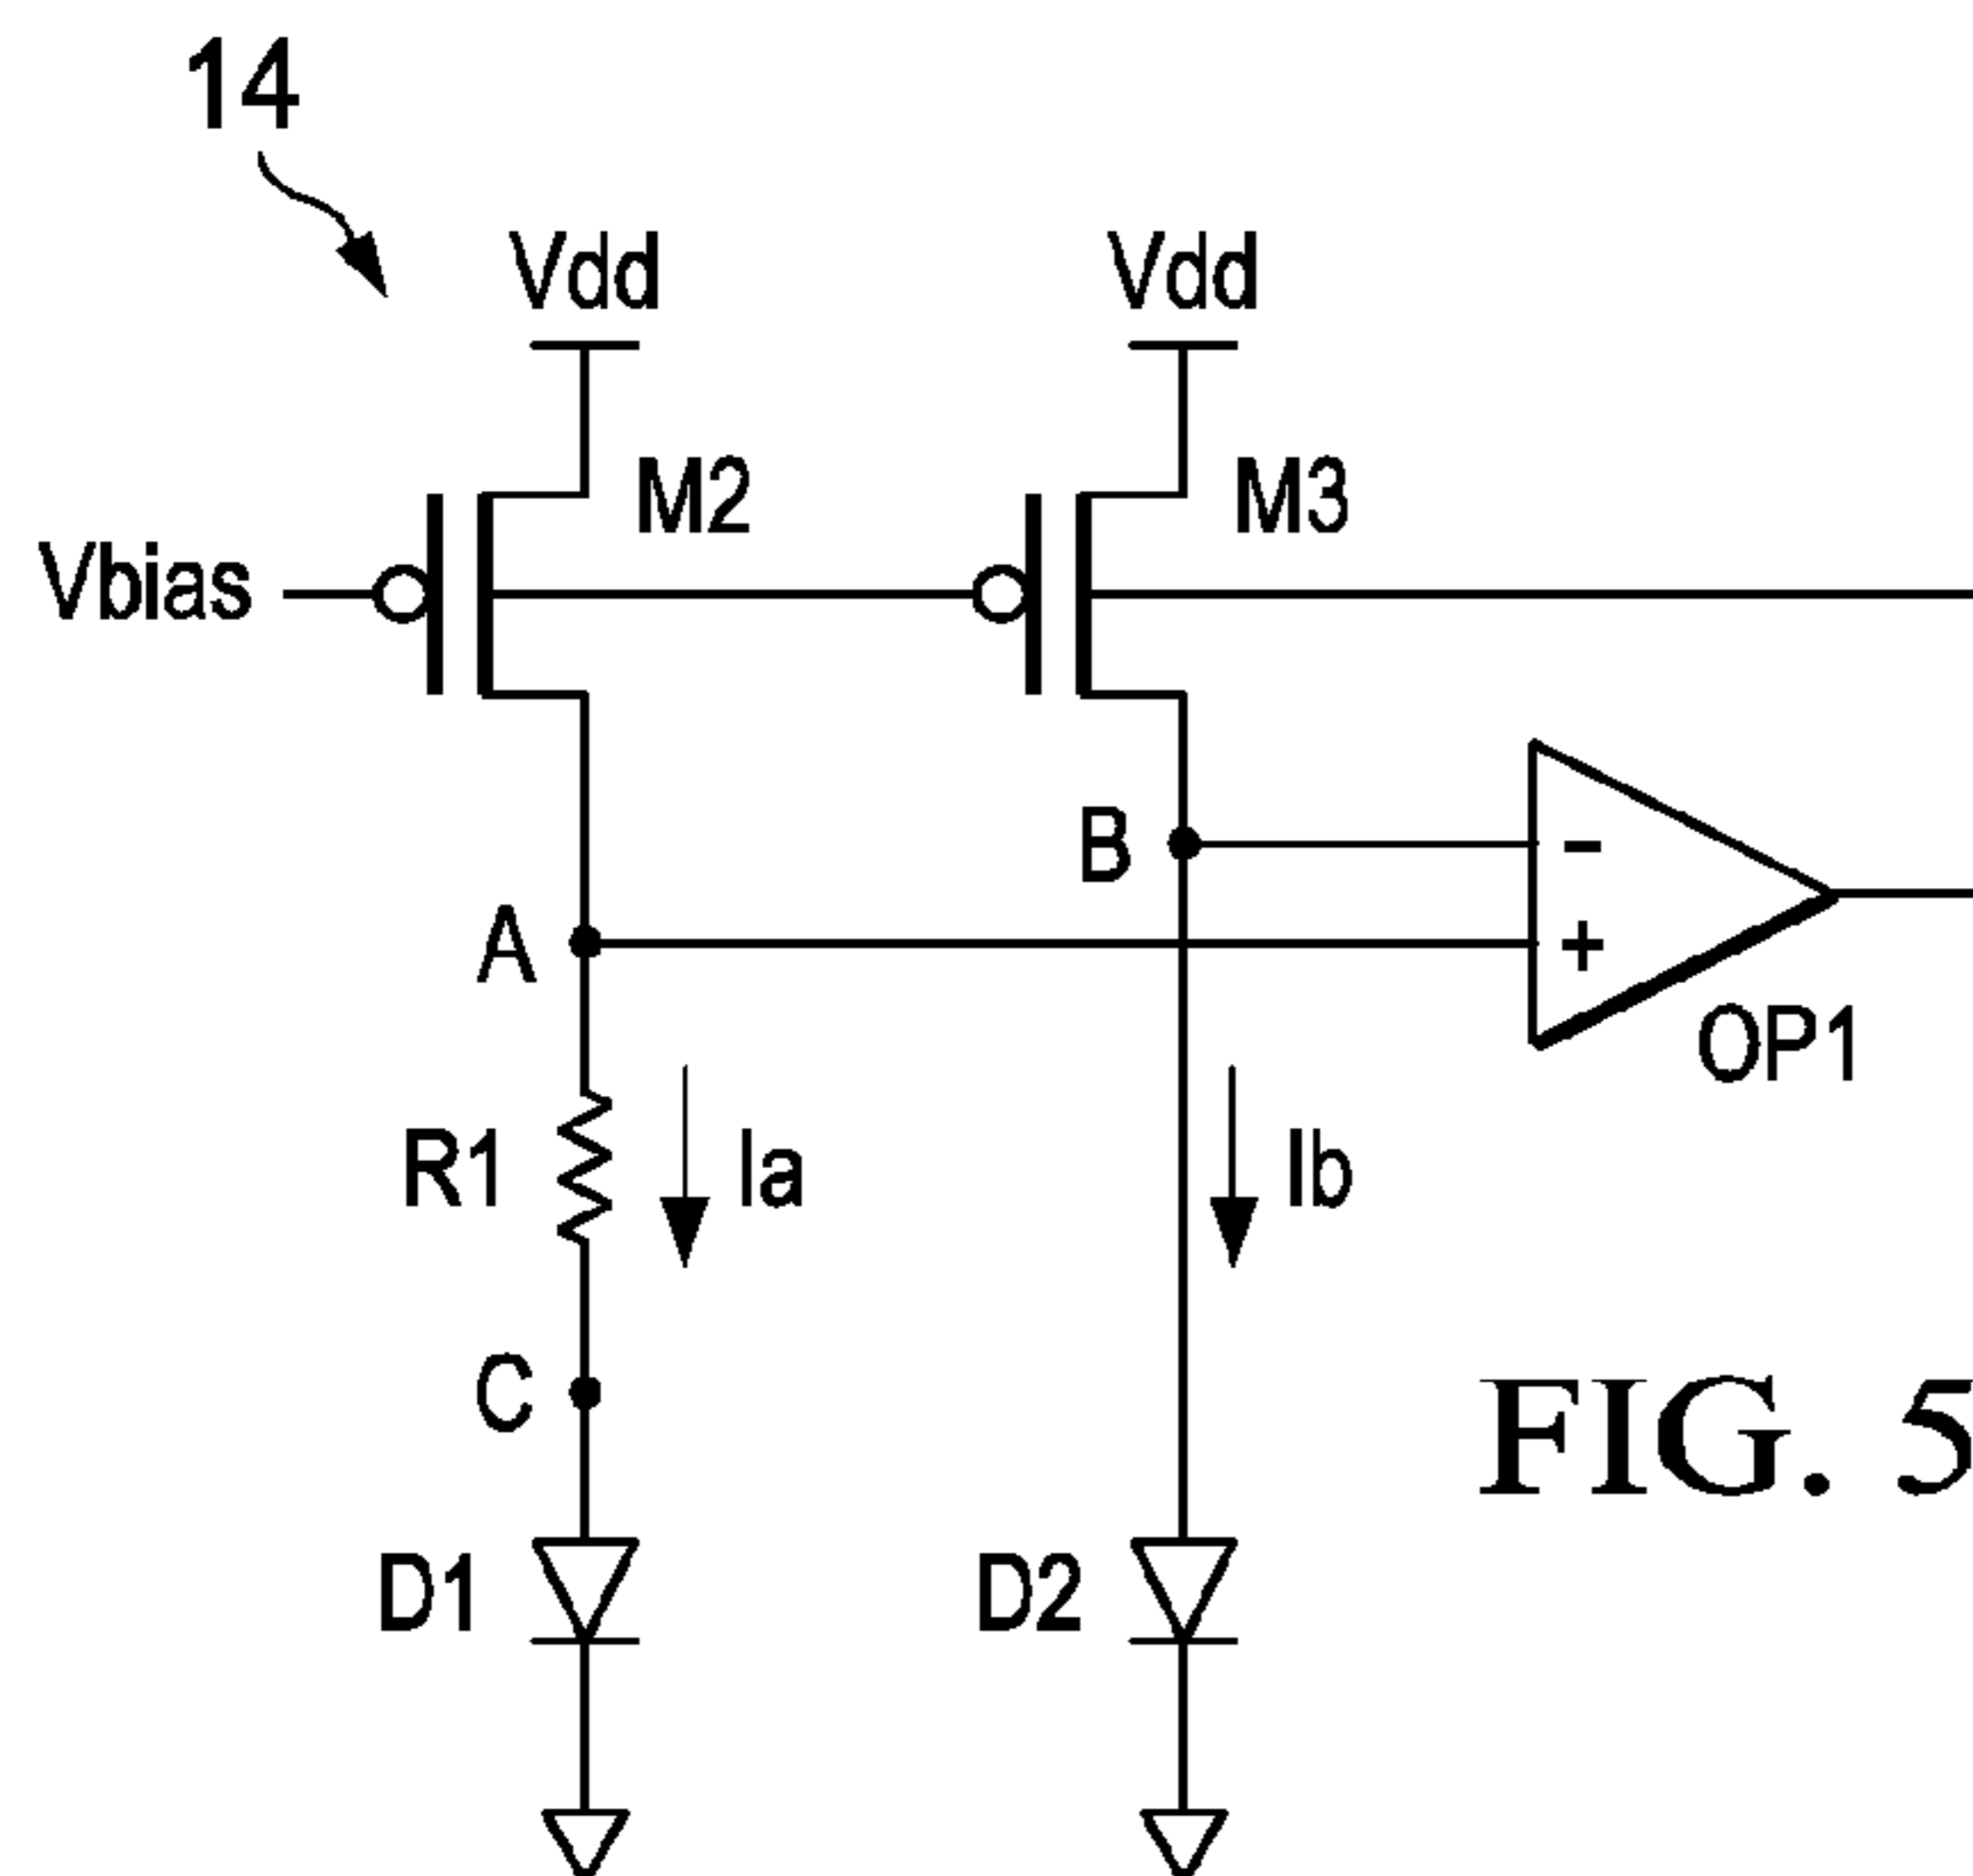 14
Vdd Vdd
M2 M3
Vbias
B -
A +
OP1
R1 Ia Ib
C
FIG. 5
D1 D2